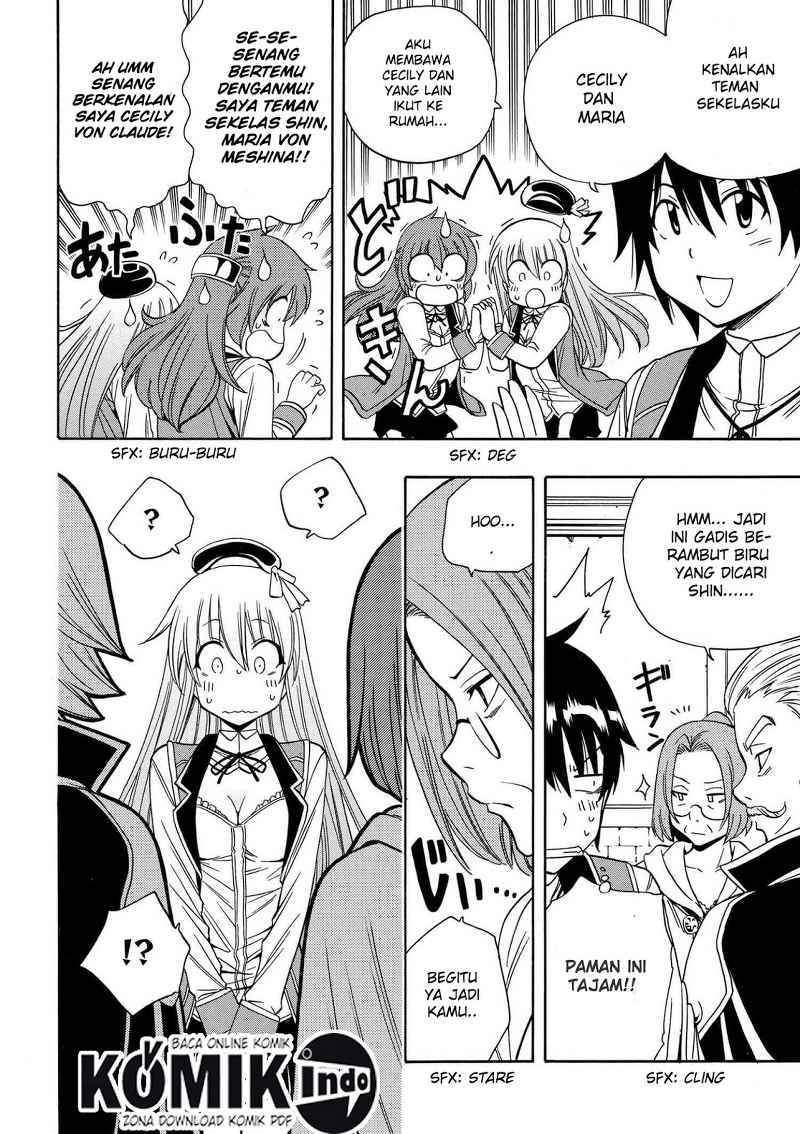 AH
KENALKAN
TEMAN
SEKELASKU
CECILY
DAN
MARIA
AKU
MEMBAWA
CECILY DAN
YANG LAIN
IKUT KE
RUMAH...
どきん
SFX: DEG
SE-SE-
SENANG
BERTEMU
DENGANMU!
SAYA TEMAN
SEKELAS SHIN,
MARIA VON
MESHINA!!
AH UMM
SENANG
BERKENALAN
SAYA CECILY
VON CLAUDE!
あた
ふた
SFX: BURU-BURU
HMM... JADI
INI GADIS BE-
RAMBUT BIRU
YANG DICARI
SHIN......
ギラン
PAMAN INI
TAJAM!!
SFX: CLING
HOO...
じぃ...
BEGITU
YA JADI
KAMU..
SFX: STARE
?
?
!?
BACA ONLINE KOMIK
KOMIK Indo
ZONA DOWNLOAD KOMIK PDF